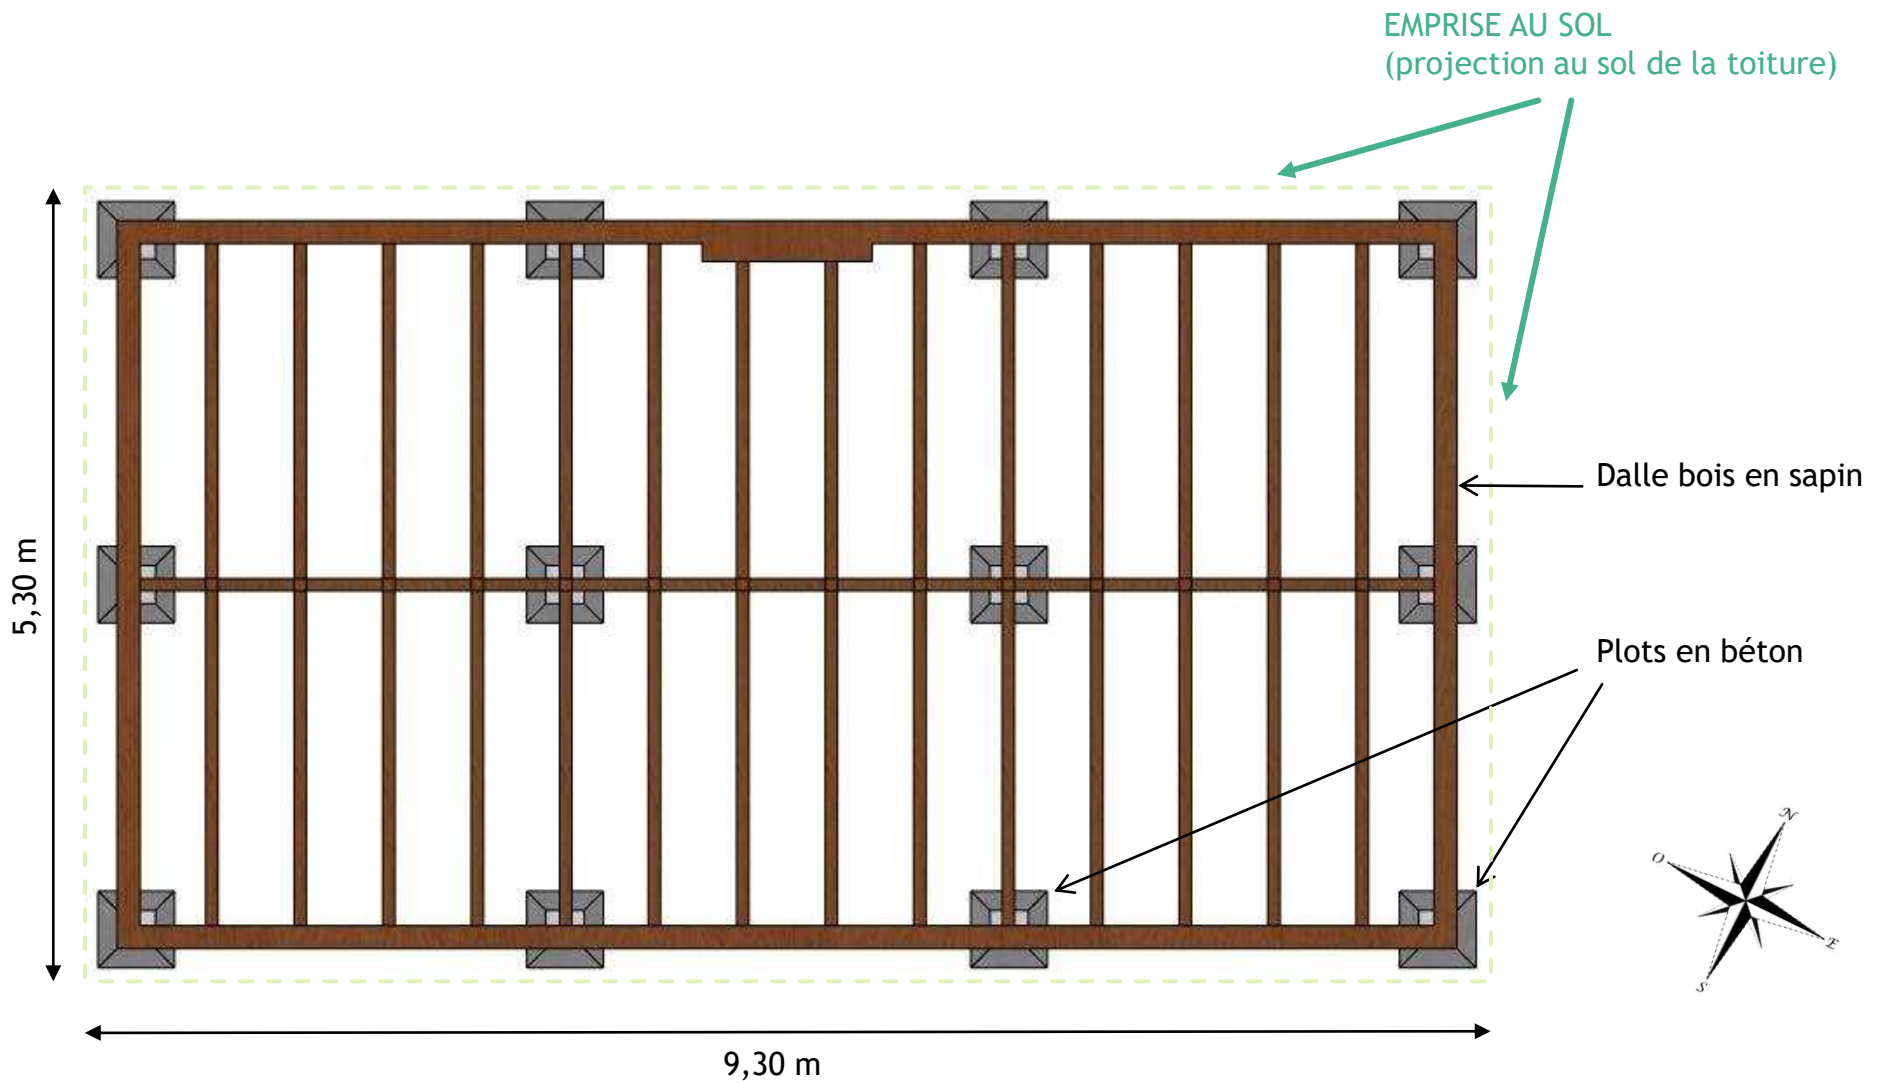 EMPRISE AU SOL
(projection au sol de la toiture)
Dalle bois en sapin
5,30 m
Plots en béton
N
O
E
S
9,30 m